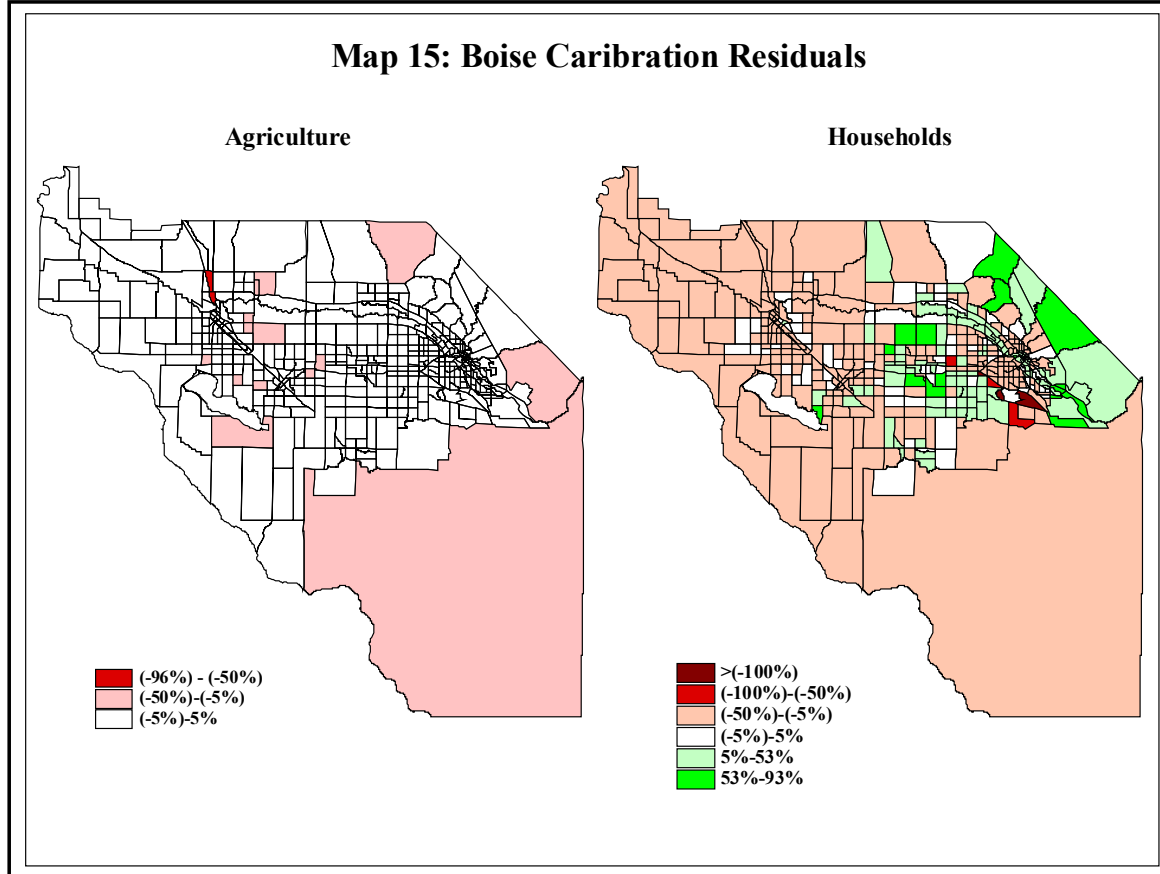 Map 15: Boise Caribration Residuals
Agriculture
Households
(-96%) - (-50%)
(-50%)-(-5%)
(-5%)-5%
>(-100%)
(-100%)-(-50%)
(-50%)-(-5%)
(-5%)-5%
5%-53%
53%-93%